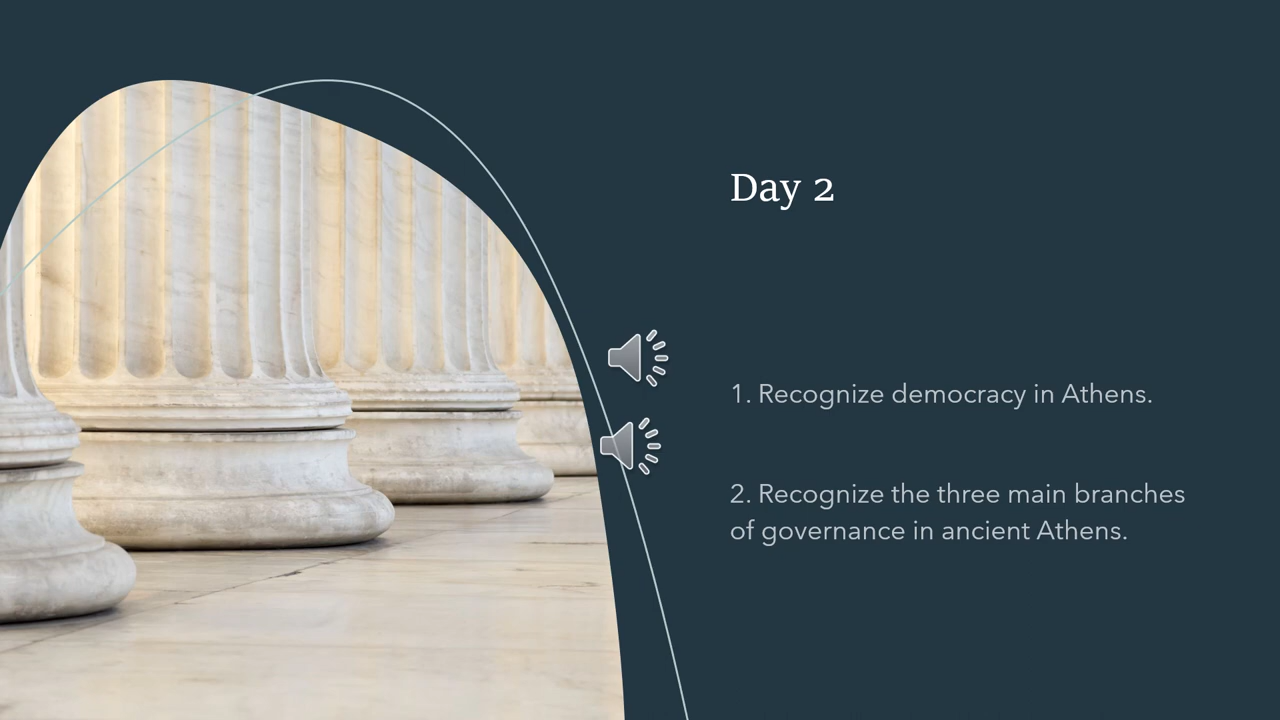 Day 2
1. Recognize democracy in Athens.
2. Recognize the three main branches
of governance in ancient Athens.